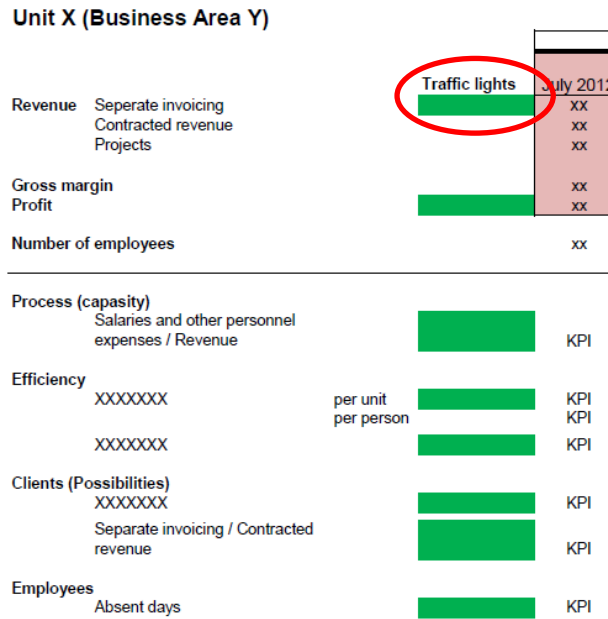 Unit X (Business Area Y)
Traffic lights July 2012
Revenue Seperate invoicing xx
Contracted revenue xx
Projects xx
Gross margin xx
Profit xx
Number of employees xx
Process (capasity)
Salaries and other personnel
expenses / Revenue KPI
Efficiency
XXXXXXX per unit KPI
per person KPI
XXXXXXX KPI
Clients (Possibilities)
XXXXXXX KPI
Separate invoicing / Contracted
revenue KPI
Employees
Absent days KPI